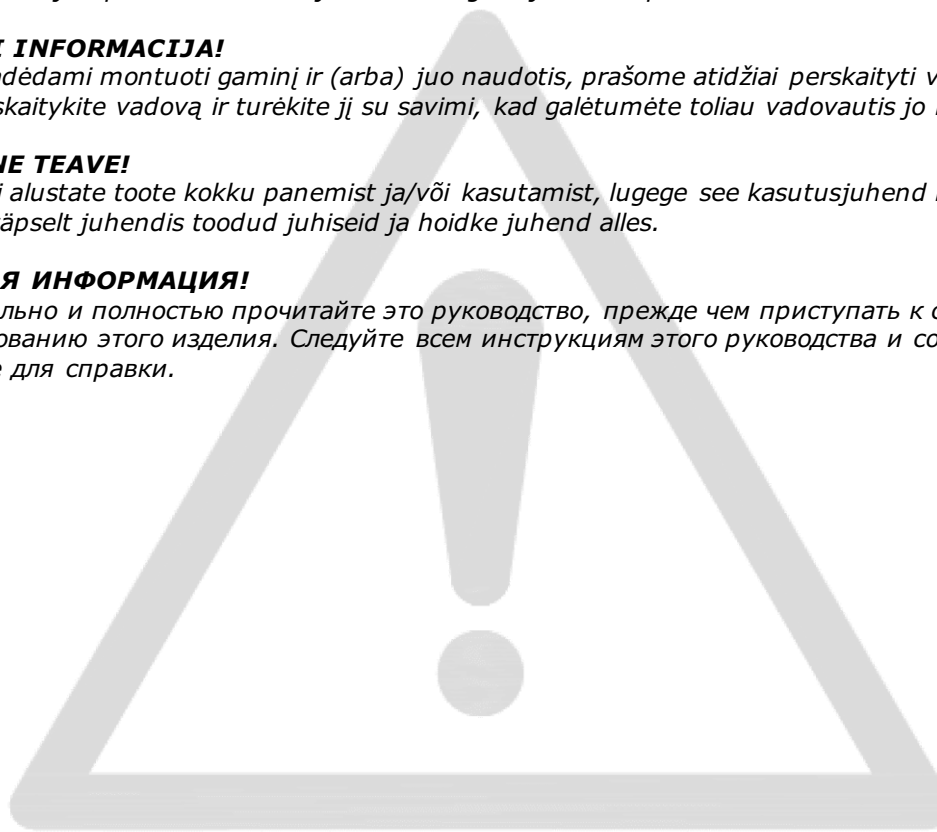 I INFORMACIJA!
dėdami montuoti gaminį ir (arba) juo naudotis, prašome atidžiai perskaityti v
skaitykite vadovą ir turėkite jį su savimi, kad galėtumėte toliau vadovautis jo
NE TEAVE!
i alustate toote kokku panemist ja/või kasutamist, lugege see kasutusjuhend
äpselt juhendis toodud juhiseid ja hoidke juhend alles.
Я ИНФОРМАЦИЯ!
льно и полностью прочитайте это руководство, прежде чем приступать к с
ованию этого изделия. Следуйте всем инструкциям этого руководства и со
е для справки.